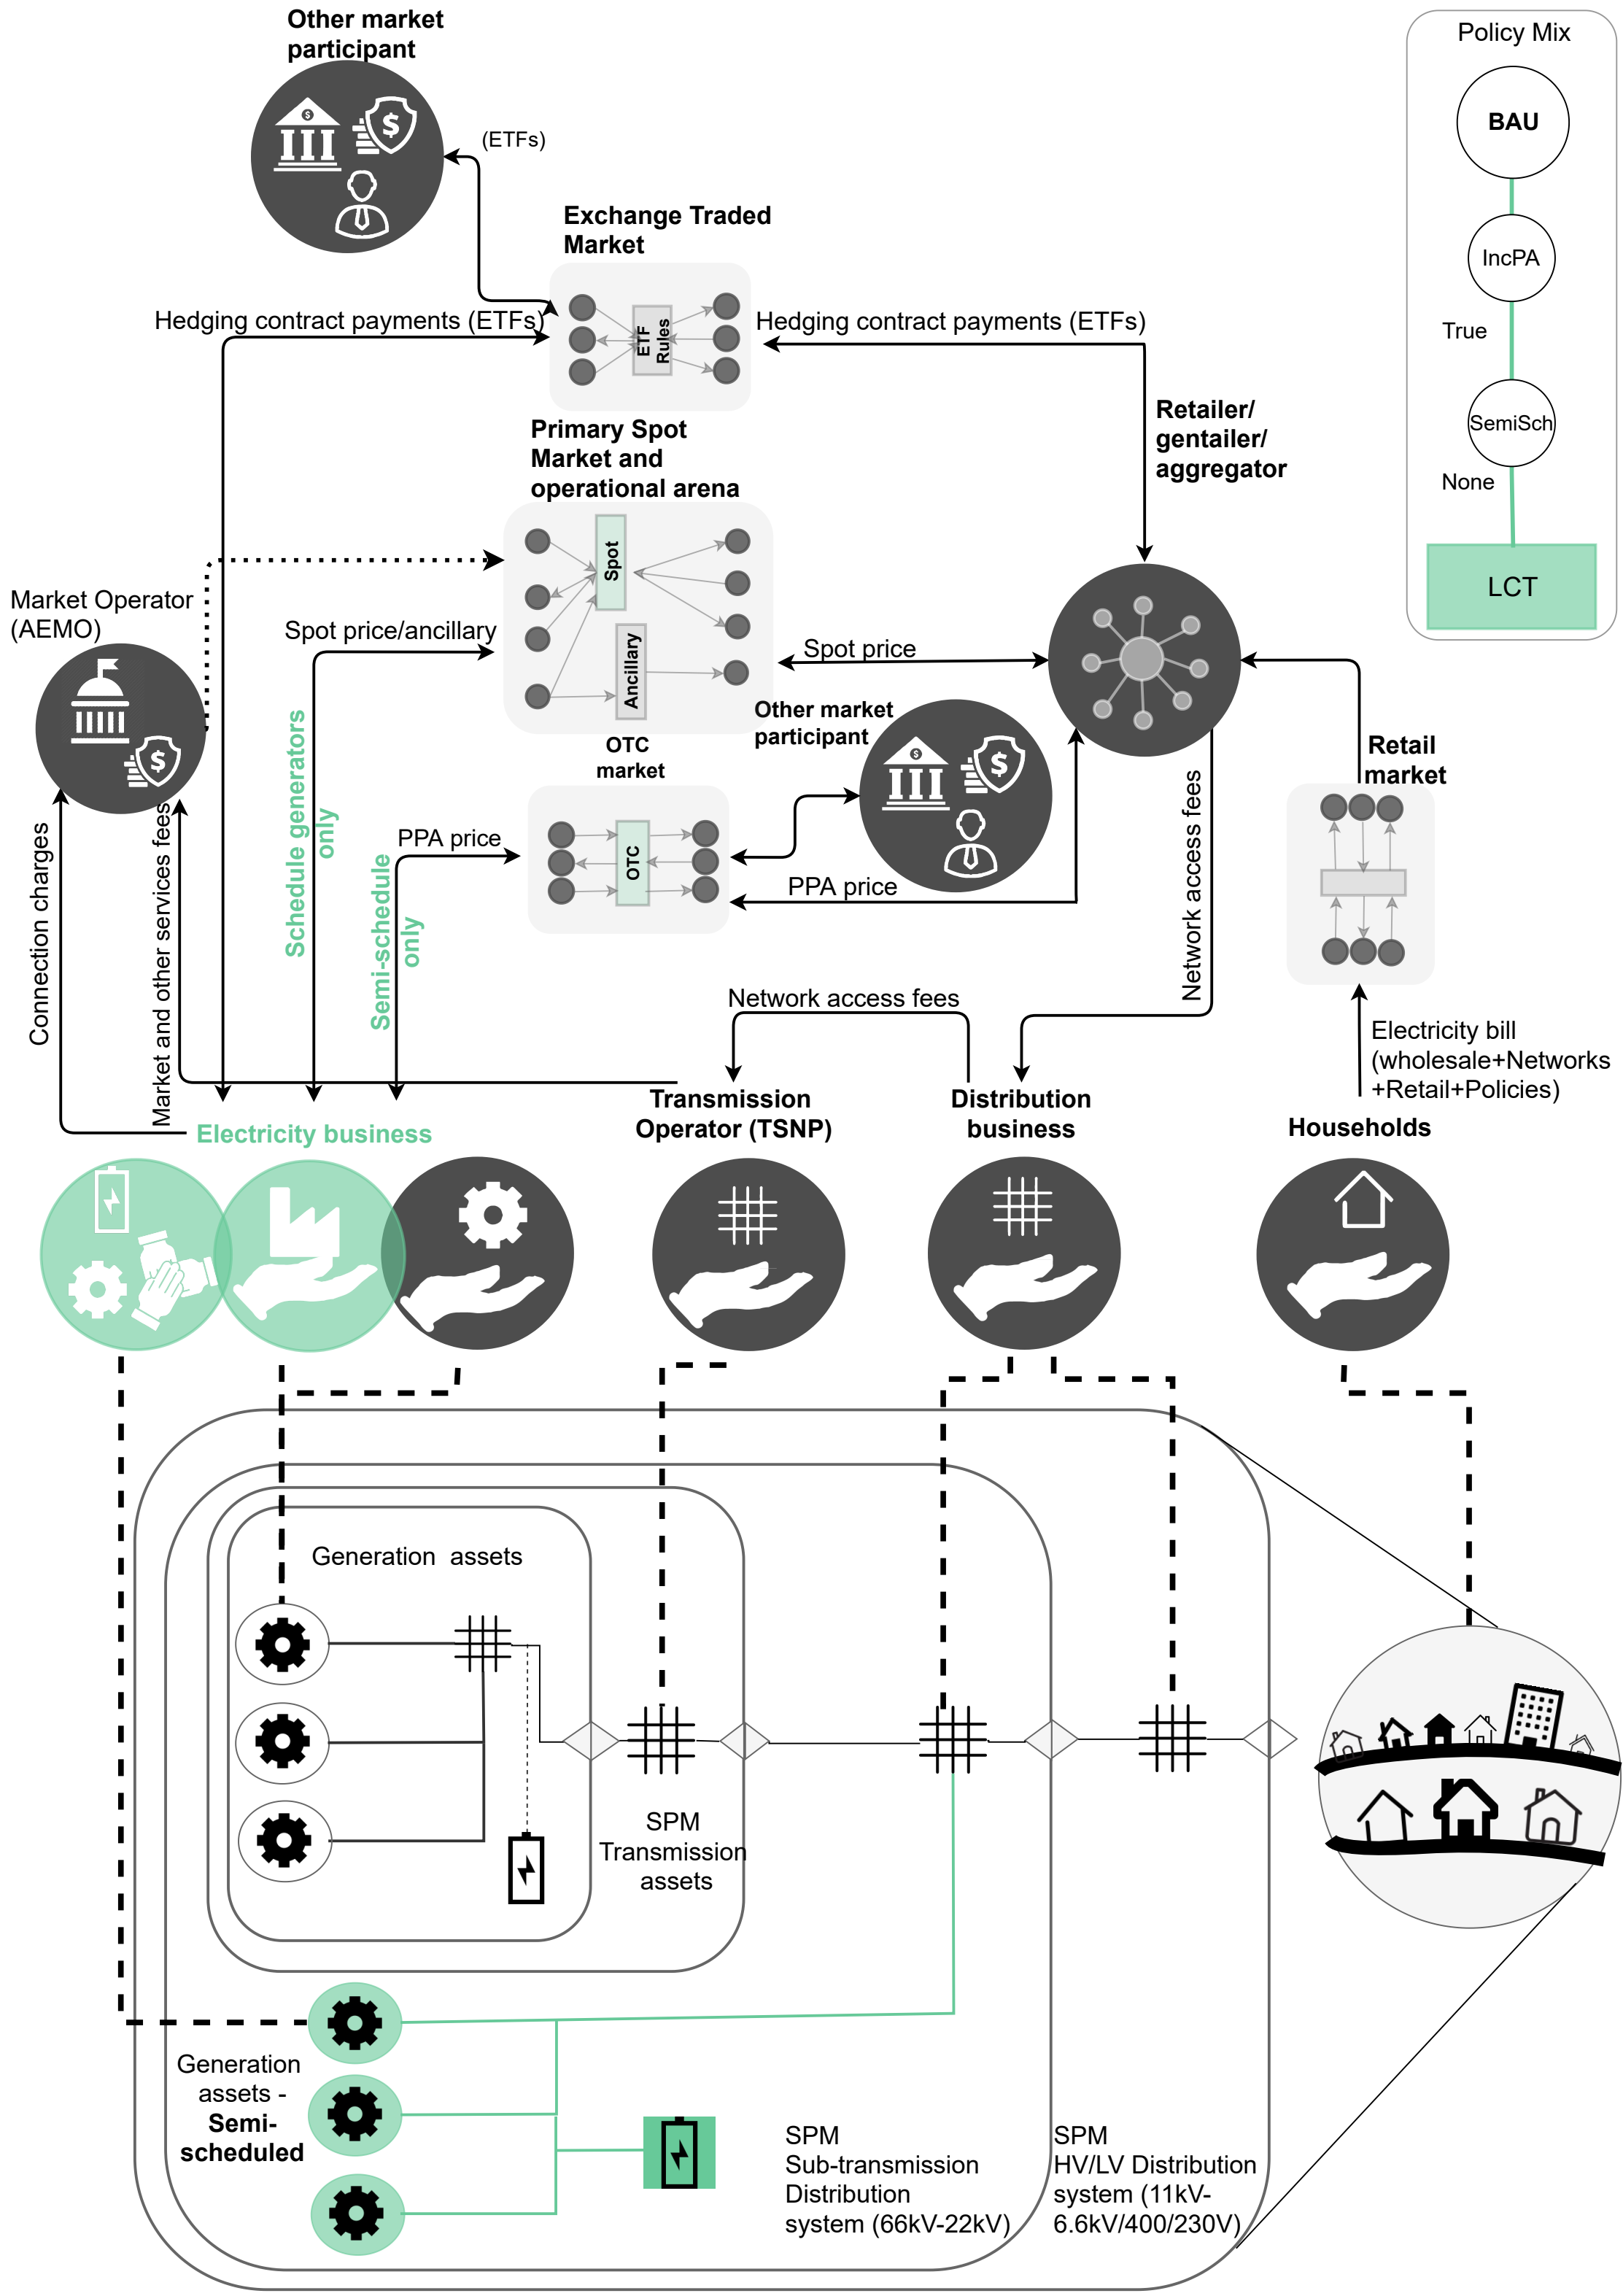 Other market
participant
(ETFs)
Policy Mix
BAU
IncPA
True
SemiSch
None
LCT
Exchange Traded
Market
Hedging contract payments (ETFs)
ETF
Rules
Hedging contract payments (ETFs)
Retailer/
gentailer/
aggregator
Primary Spot
Market and
operational arena
Spot
Ancillary
Market Operator
(AEMO)
Spot price/ancillary
Spot price
Other market
participant
OTC
market
OTC
PPA price
PPA price
Retail
market
Connection charges
Market and other services fees
Schedule generators
only
Semi-schedule
only
Network access fees
Network access fees
Electricity bill
(wholesale+Networks
+Retail+Policies)
Electricity business
Transmission
Operator (TSNP)
Distribution
business
Households
Generation assets
SPM
Transmission
assets
Generation
assets -
Semi-
scheduled
SPM
Sub-transmission
Distribution
system (66kV-22kV)
SPM
HV/LV Distribution
system (11kV-
6.6kV/400/230V)